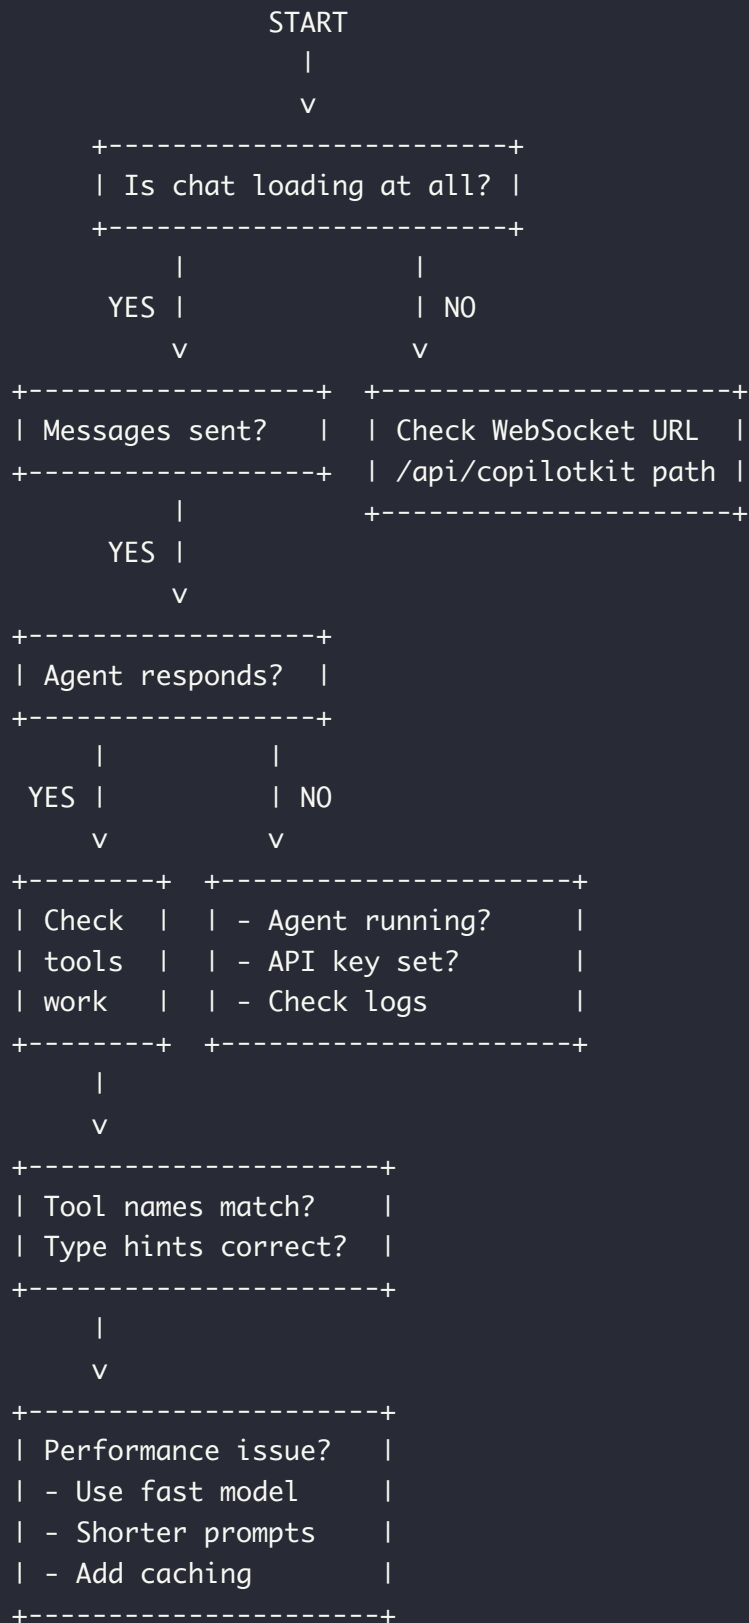 START
                  |
                  v
     +-------------------------+
     | Is chat loading at all? |
     +-------------------------+
          |              |
      YES |              | NO
          v              v
+------------------+  +----------------------+
| Messages sent?   |  | Check WebSocket URL  |
+------------------+  | /api/copilotkit path |
          |           +----------------------+
      YES |
          v
+------------------+
| Agent responds?  |
+------------------+
     |          |
 YES |          | NO
     v          v
+--------+  +----------------------+
| Check  |  | - Agent running?     |
| tools  |  | - API key set?       |
| work   |  | - Check logs         |
+--------+  +----------------------+
     |
     v
+----------------------+
| Tool names match?    |
| Type hints correct?  |
+----------------------+
     |
     v
+----------------------+
| Performance issue?   |
| - Use fast model     |
| - Shorter prompts    |
| - Add caching        |
+----------------------+